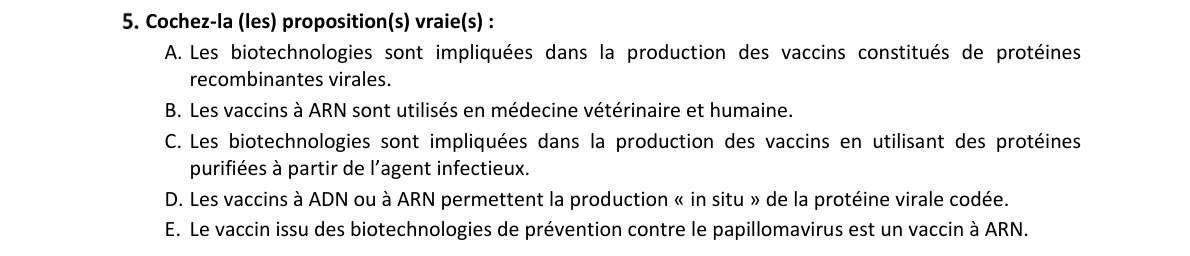 5. Cochez-la (les) proposition(s) vraie(s) :
A. Les biotechnologies sont impliquées dans la production des vaccins constitués de protéines
recombinantes virales.
B. Les vaccins à ARN sont utilisés en médecine vétérinaire et humaine.
C. Les biotechnologies sont impliquées dans la production des vaccins en utilisant des protéines
purifiées à partir de l’agent infectieux.
D. Les vaccins à ADN ou à ARN permettent la production « in situ » de la protéine virale codée.
E. Le vaccin issu des biotechnologies de prévention contre le papillomavirus est un vaccin à ARN.